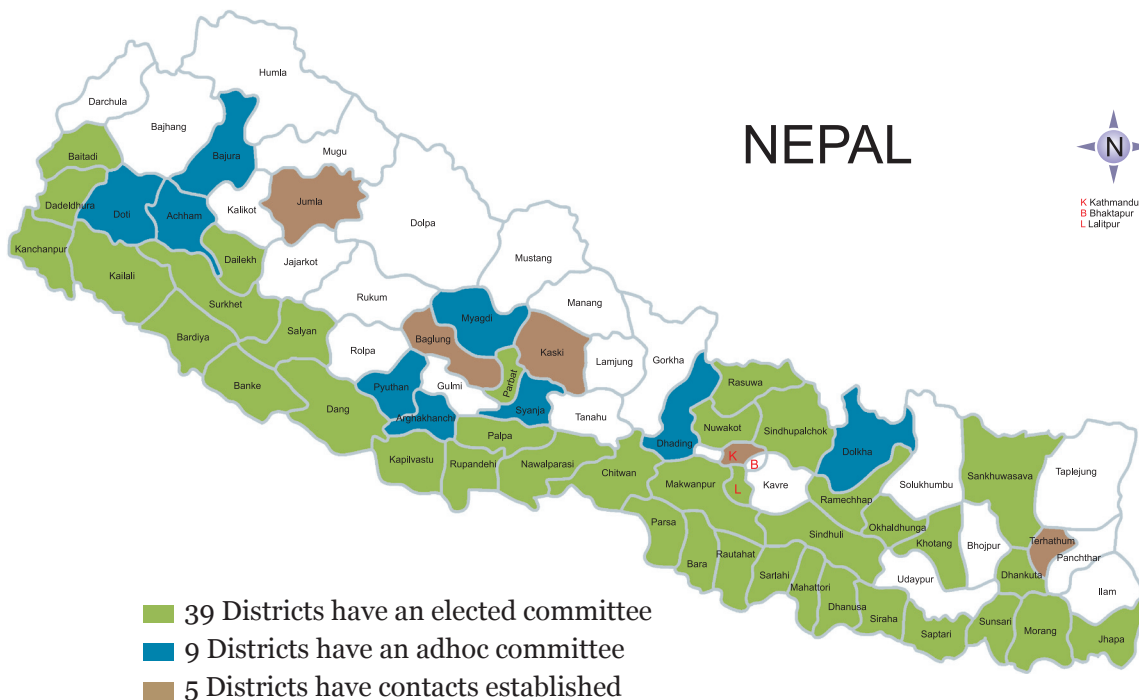 NEPAL
N
K Kathmandu
B Bhaktapur
L Lalitpur
Humla
Darchula
Bajhang
Baitadi
Bajura
Mugu
Dadeldhura
Doti
Achham
Kalikot
Jumla
Dolpa
Kanchanpur
Kailali
Dailekh
Jajarkot
Mustang
Surkhet
Rukum
Manang
Bardiya
Salyan
Myagdi
Baglung
Rolpa
Kaski
Lamjung
Gorkha
Banke
Pyuthan
Gulmi
Parbat
Rasuwa
Dang
Arghakhanchi
Syanja
Tanahu
Nuwakot
Sindhupalchok
Palpa
Dhading
Dolkha
Kapilvastu
Rupandehi
Nawalparasi
Chitwan
K
B
L
Makwanpur
Kavre
Ramechhap
Solukhumbu
Sankhuwasava
Taplejung
Parsa
Sindhuli
Okhaldhunga
Khotang
Bhojpur
Terhathum
Panchthar
Bara
Rautahat
Sarlahi
Mahattori
Dhanusa
Siraha
Udaypur
Saptari
Dhankuta
Ilam
Sunsari
Morang
Jhapa
39 Districts have an elected committee
9 Districts have an adhoc committee
5 Districts have contacts established